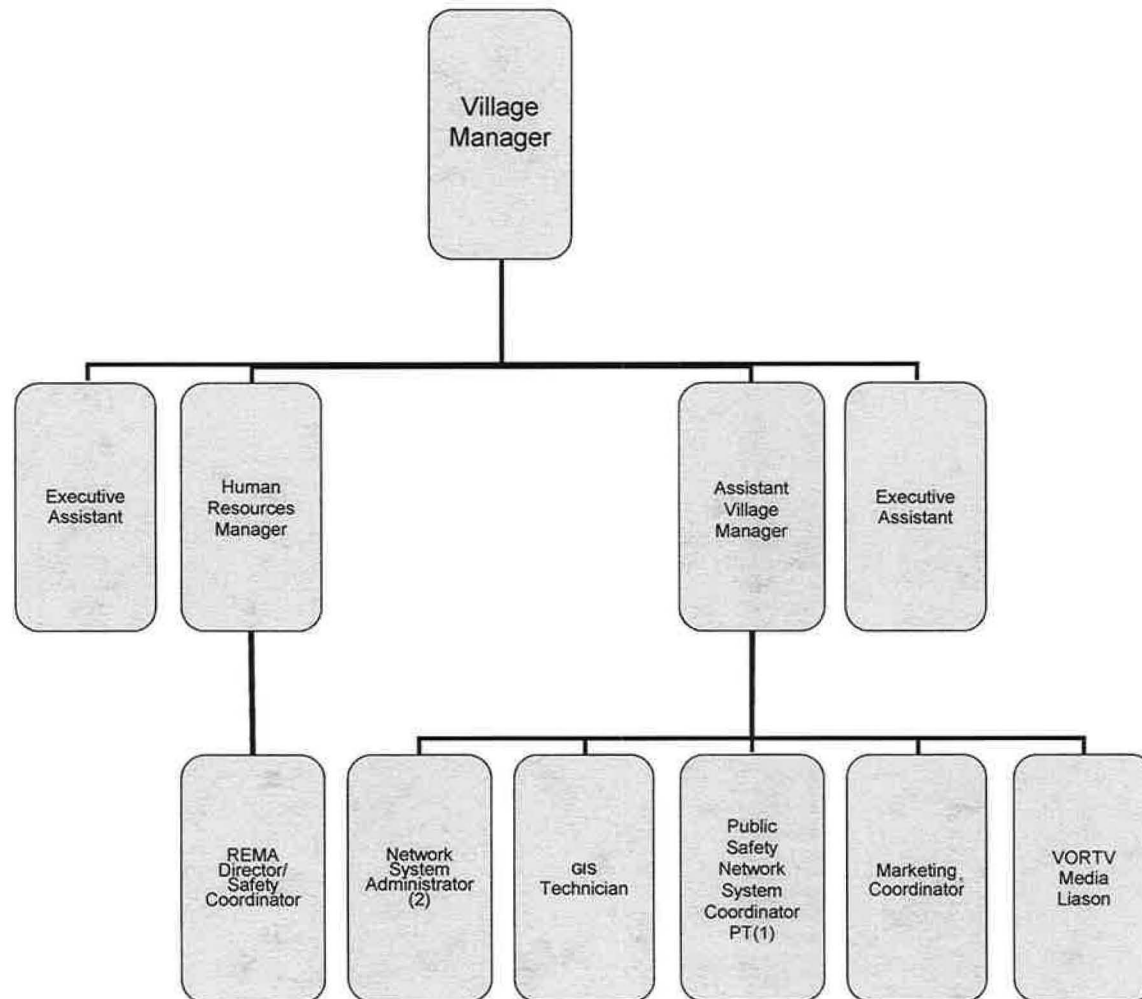 Village
Manager
Executive
Assistant
Human
Resources
Manager
Assistant
Village
Manager
Executive
Assistant
REMA
Director/
Safety
Coordinator
Network
System
Administrator
(2)
GIS
Technician
Public
Safety
Network
System
Coordinator
PT(1)
Marketing
Coordinator
VORTV
Media
Liason